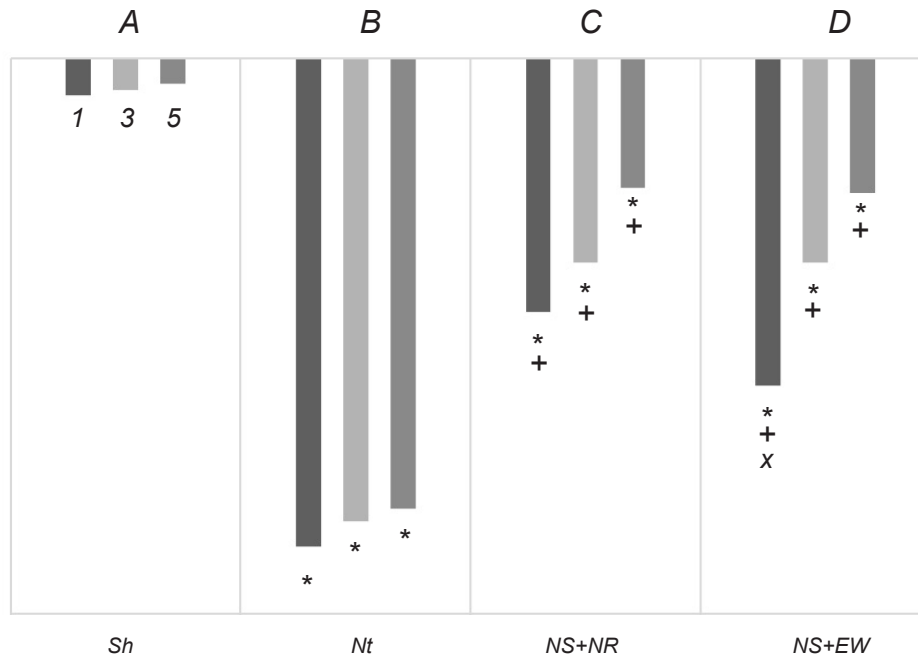 A B C D
1 3 5
* * *
* + * + * +
* + x * + * +
Sh Nt NS+NR NS+EW